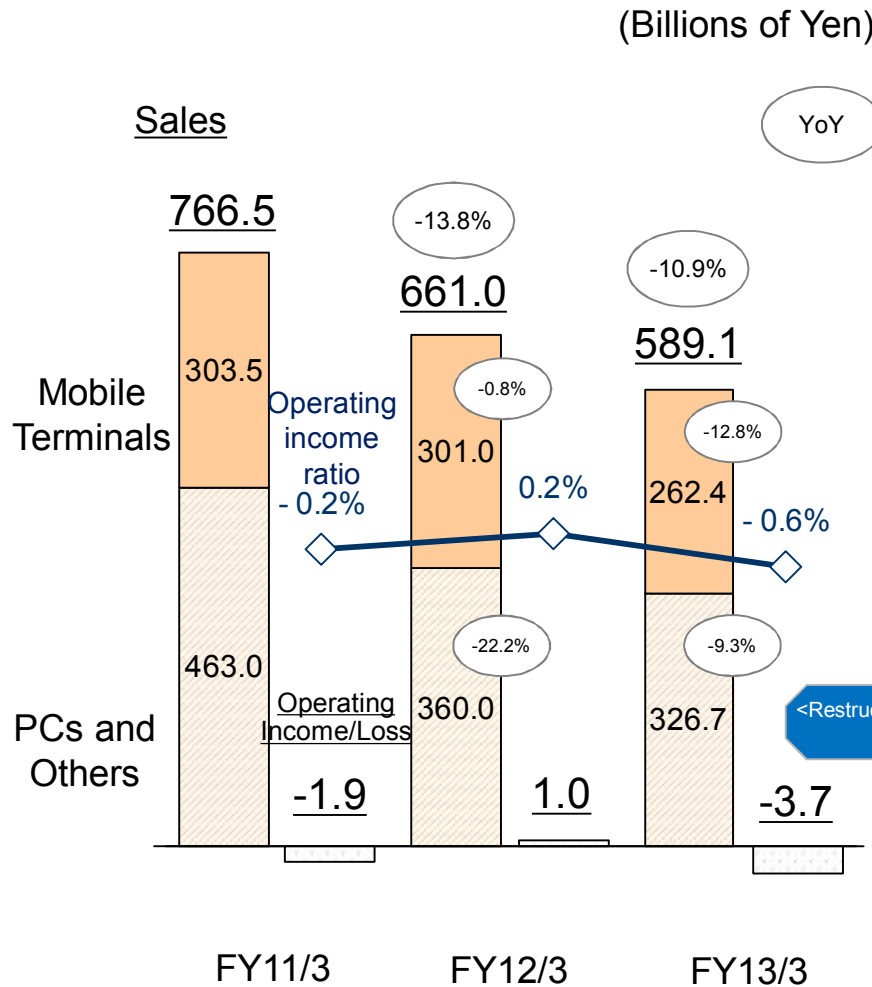 (Billions of Yen)
Sales
YoY
766.5
-13.8%
661.0
-10.9%
589.1
Mobile
Terminals
303.5
Operating
income
ratio
- 0.2%
-0.8%
301.0
0.2%
-12.8%
262.4
- 0.6%
PCs and
Others
463.0
Operating
Income/Loss
-1.9
-22.2%
360.0
1.0
-9.3%
326.7
-3.7
FY11/3
FY12/3
FY13/3